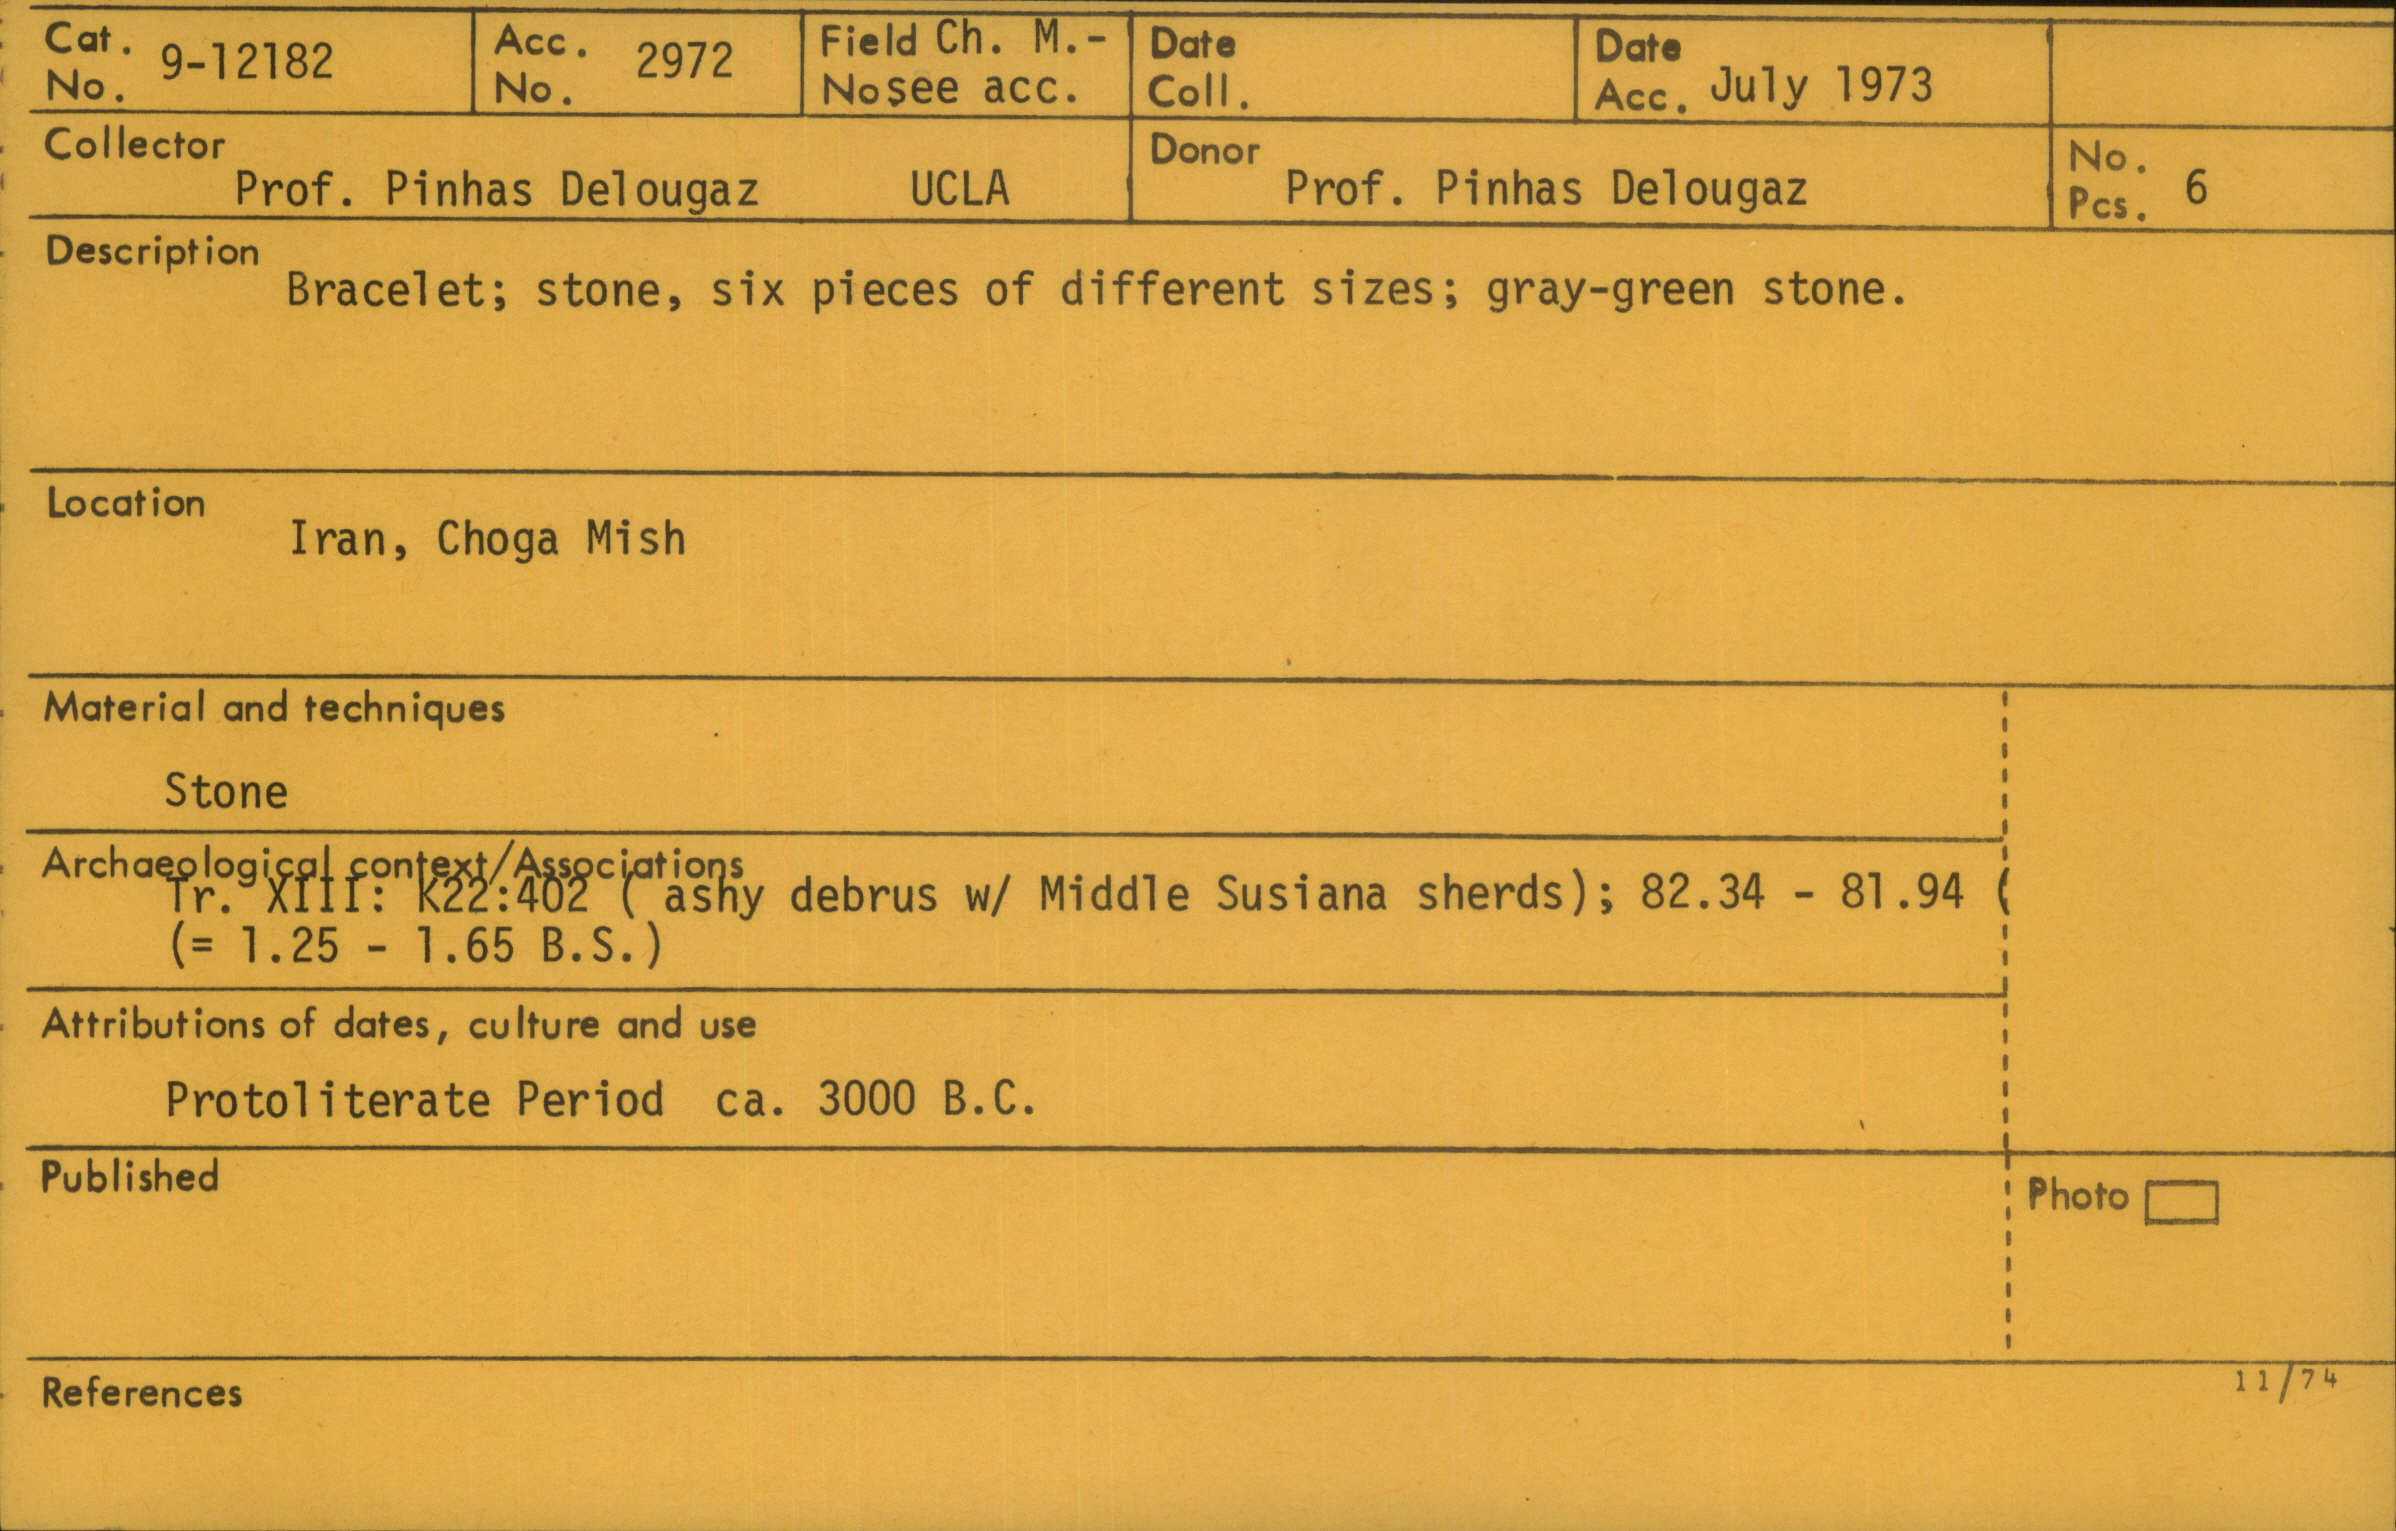 Cat. No. 9-12182 Acc. No. 2972 Field No Ch. M.- see acc. Date Coll. Date Acc. July 1973
Collector Prof. Pinhas Delougaz UCLA Donor Prof. Pinhas Delougaz No. Pcs. 6
Description
Bracelet; stone, six pieces of different sizes; gray-green stone.
Location
Iran, Choga Mish
Material and techniques
Stone
Archaeological context/Associations
Tr. XIII: K22:402 ( ashy debrus w/ Middle Susiana sherds); 82.34 - 81.94 (
(= 1.25 - 1.65 B.S.)
Attributions of dates, culture and use
Protoliterate Period ca. 3000 B.C.
Published
Photo
References
11/74